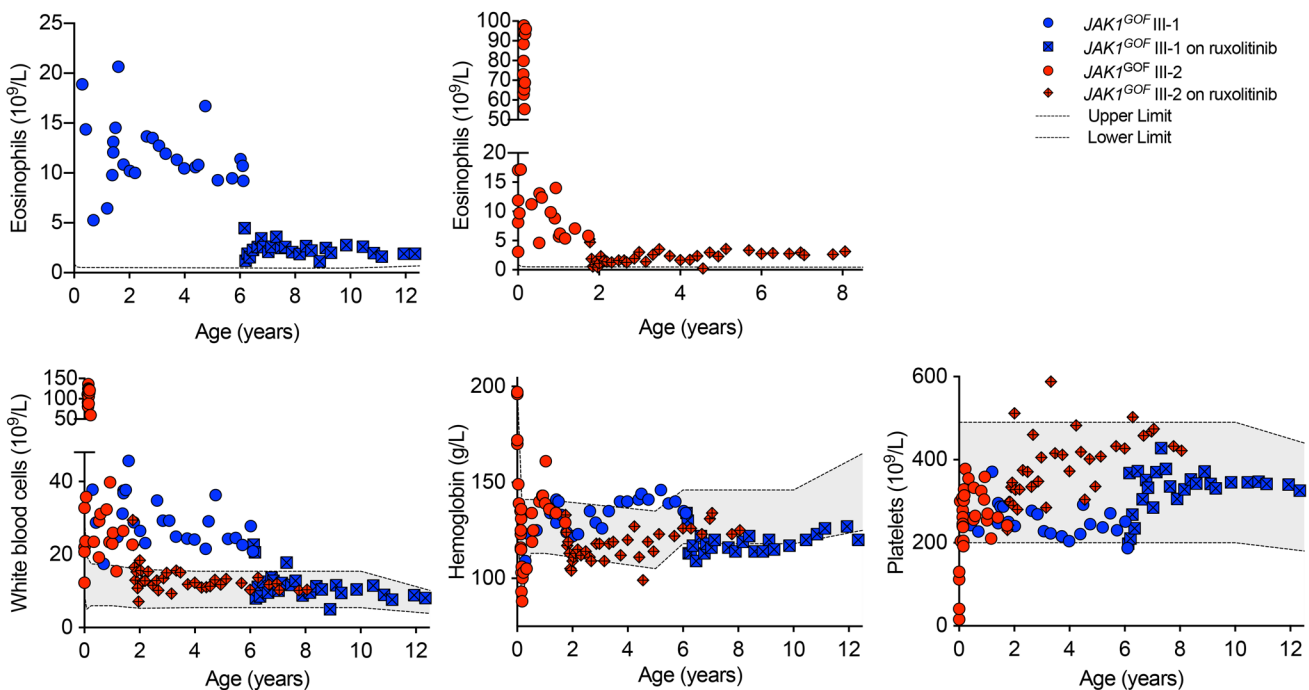 25
20
15
10
5
0
0 2 4 6 8 10 12
Eosinophils (10⁹/L)
Age (years)
100
90
80
70
60
50
20
15
10
5
0
0 2 4 6 8
Eosinophils (10⁹/L)
Age (years)
JAK1ᴳᴼᶠ III-1
JAK1ᴳᴼᶠ III-1 on ruxolitinib
JAK1ᴳᴼᶠ III-2
JAK1ᴳᴼᶠ III-2 on ruxolitinib
Upper Limit
Lower Limit
150
100
50
40
20
0
0 2 4 6 8 10 12
White blood cells (10⁹/L)
Age (years)
200
150
100
0 2 4 6 8 10 12
Hemoglobin (g/L)
Age (years)
600
400
200
0
0 2 4 6 8 10 12
Platelets (10⁹/L)
Age (years)